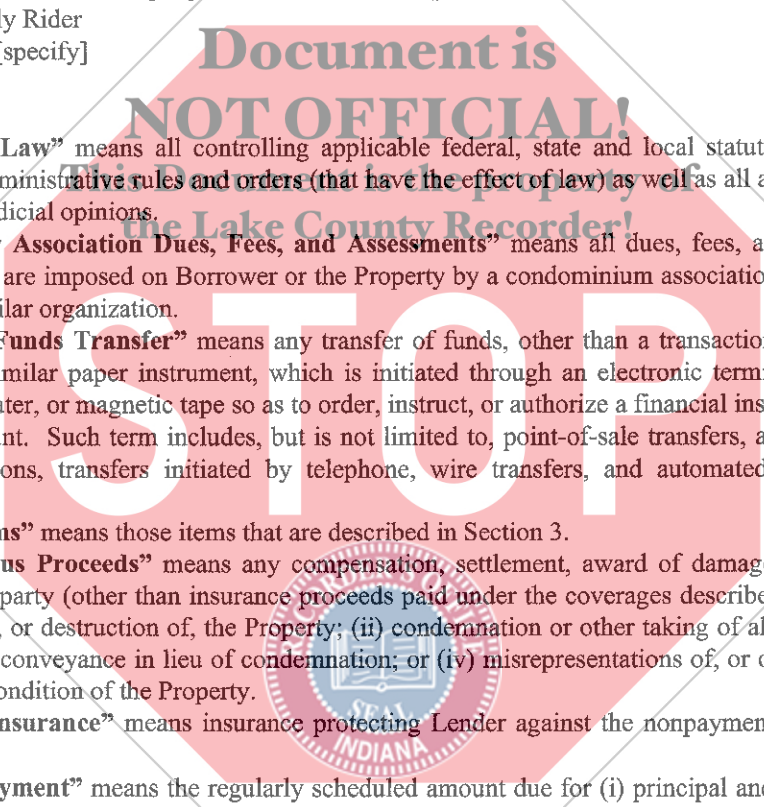 ly Rider
[specify]
Document is
NOT OFFICIAL!
Law” means all controlling applicable federal, state and local statut
This Document is the property of
ministrative rules and orders (that have the effect of law) as well as all a
dicial opinions.
the Lake County Recorder!
Association Dues, Fees, and Assessments” means all dues, fees, a
are imposed on Borrower or the Property by a condominium association
ilar organization.
Funds Transfer” means any transfer of funds, other than a transaction
imilar paper instrument, which is initiated through an electronic termi
ter, or magnetic tape so as to order, instruct, or authorize a financial ins
nt. Such term includes, but is not limited to, point-of-sale transfers, a
ons, transfers initiated by telephone, wire transfers, and automated
STOP
ms” means those items that are described in Section 3.
us Proceeds” means any compensation, settlement, award of damag
party (other than insurance proceeds paid under the coverages describe
, or destruction of, the Property; (ii) condemnation or other taking of al
conveyance in lieu of condemnation; or (iv) misrepresentations of, or o
ondition of the Property.
RECORDER'S OFFICE
SEAL
INDIANA
nsurance” means insurance protecting Lender against the nonpaymen
yment” means the regularly scheduled amount due for (i) principal and